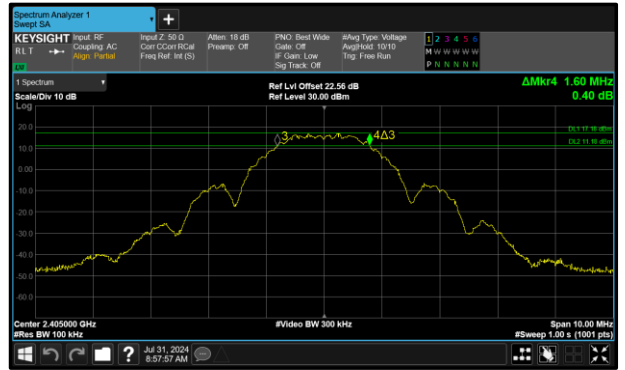 Spectrum Analyzer 1
Swept SA
+
KEYSIGHT
RLT
LXI
Input: RF
Coupling: AC
Align: Partial
Input Z: 50 Ω
Corr CCorr RCal
Freq Ref: Int (S)
Atten: 18 dB
Preamp: Off
PNO: Best Wide
Gate: Off
IF Gain: Low
Sig Track: Off
#Avg Type: Voltage
Avg|Hold: 10/10
Trig: Free Run
1 2 3 4 5 6
M W W W W W
P N N N N N
1 Spectrum
Scale/Div 10 dB
Log
Ref Lvl Offset 22.56 dB
Ref Level 30.00 dBm
ΔMkr4 1.60 MHz
0.40 dB
20.0
10.0
0.00
-10.0
-20.0
-30.0
-40.0
-50.0
-60.0
3
4Δ3
DL1 17.18 dBm
DL2 11.18 dBm
Center 2.405000 GHz
#Res BW 100 kHz
#Video BW 300 kHz
Span 10.00 MHz
#Sweep 1.00 s (1001 pts)
?
Jul 31, 2024
8:57:57 AM